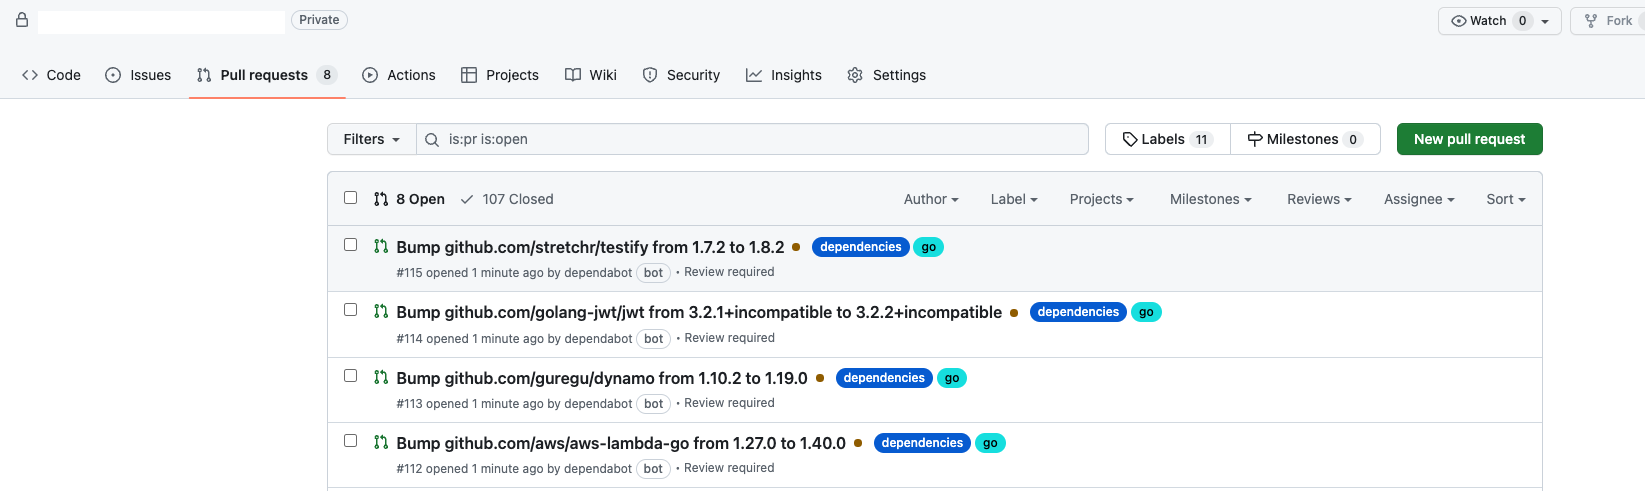 Private
Watch 0
Fork
Code
Issues
Pull requests 8
Actions
Projects
Wiki
Security
Insights
Settings
Filters
is:pr is:open
Labels 11
Milestones 0
New pull request
8 Open
107 Closed
Author
Label
Projects
Milestones
Reviews
Assignee
Sort
Bump github.com/stretchr/testify from 1.7.2 to 1.8.2 dependencies go
#115 opened 1 minute ago by dependabot bot • Review required
Bump github.com/golang-jwt/jwt from 3.2.1+incompatible to 3.2.2+incompatible dependencies go
#114 opened 1 minute ago by dependabot bot • Review required
Bump github.com/guregu/dynamo from 1.10.2 to 1.19.0 dependencies go
#113 opened 1 minute ago by dependabot bot • Review required
Bump github.com/aws/aws-lambda-go from 1.27.0 to 1.40.0 dependencies go
#112 opened 1 minute ago by dependabot bot • Review required